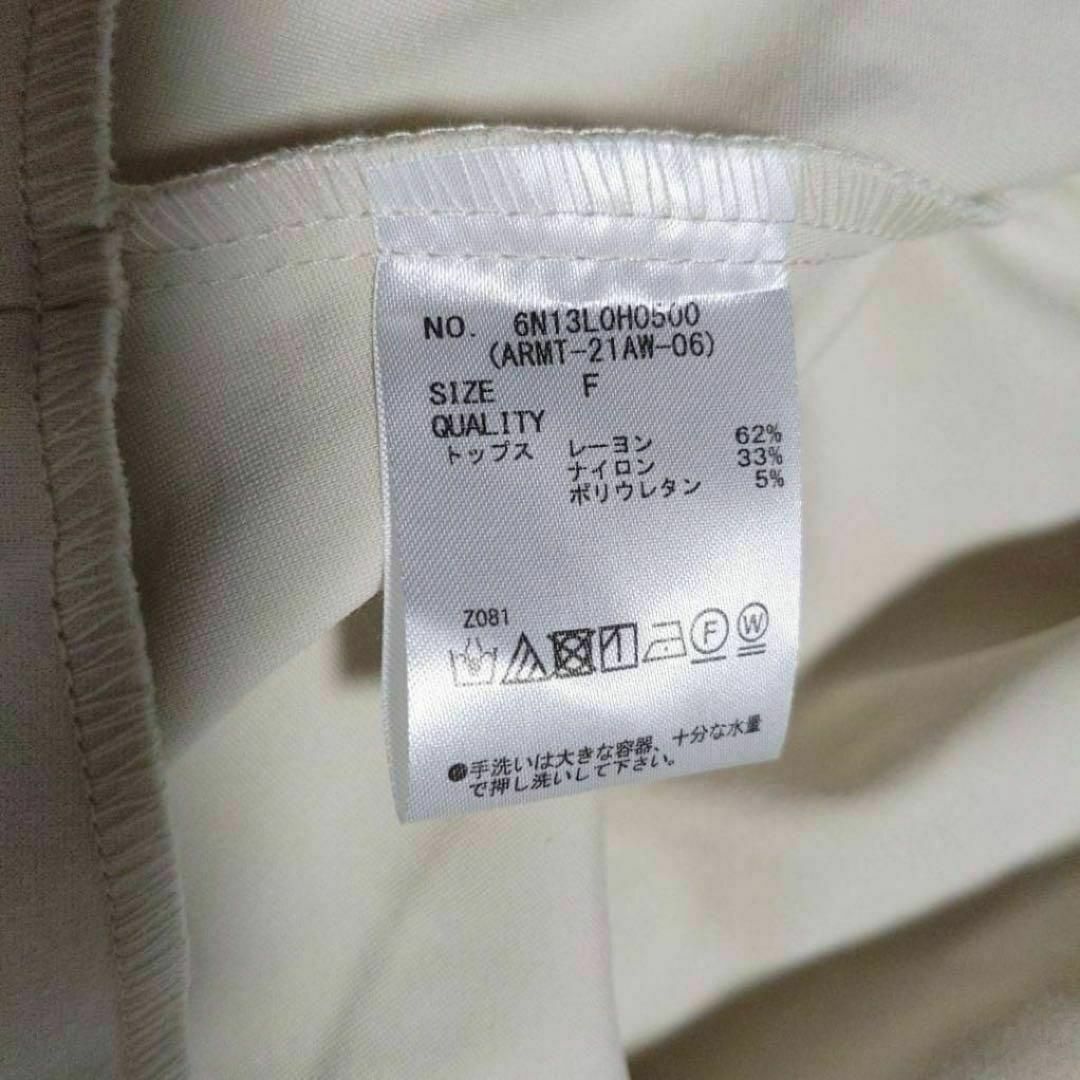 NO. 6N13L0H0500
(ARMT-21AW-06)
SIZE F
QUALITY
トップス レーヨン 62%
ナイロン 33%
ポリウレタン 5%
Z081
F W
●手洗いは大きな容器、十分な水量
で押し洗いして下さい。